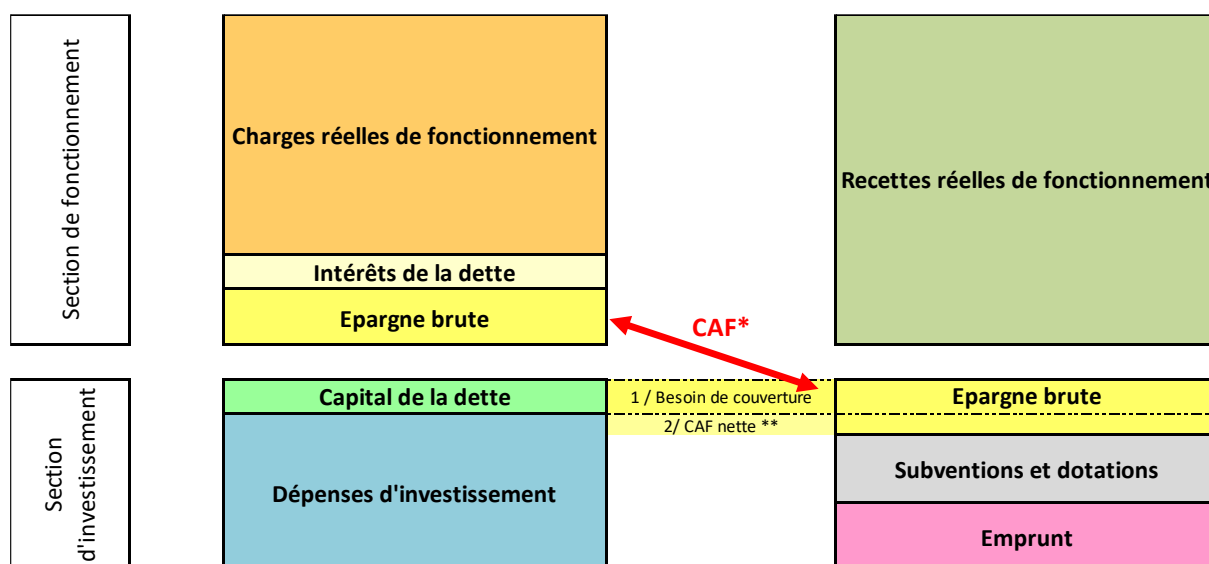 Section de fonctionnement
Charges réelles de fonctionnement
Recettes réelles de fonctionnement
Intérêts de la dette
Epargne brute
CAF*
Section
d'investissement
Capital de la dette
1 / Besoin de couverture
Epargne brute
2/ CAF nette **
Dépenses d'investissement
Subventions et dotations
Emprunt